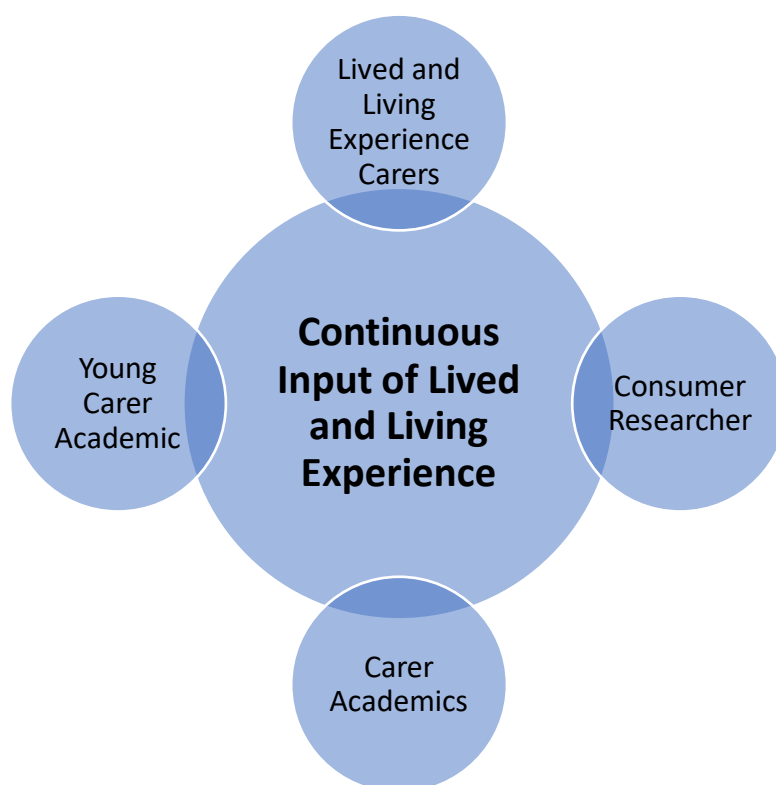 Lived and
Living
Experience
Carers
Continuous
Input of Lived
and Living
Experience
Young
Carer
Academic
Consumer
Researcher
Carer
Academics